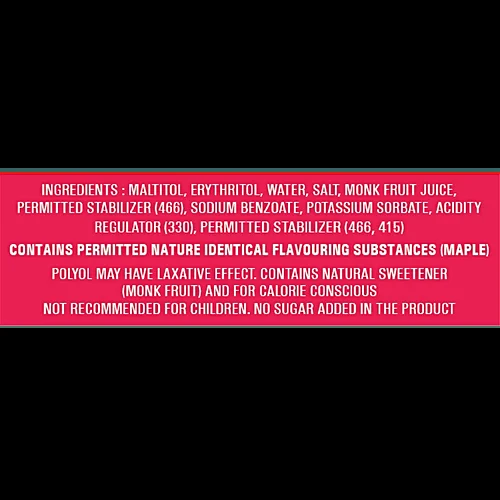 INGREDIENTS : MALTITOL, ERYTHRITOL, WATER, SALT, MONK FRUIT JUICE,
PERMITTED STABILIZER (466), SODIUM BENZOATE, POTASSIUM SORBATE, ACIDITY
REGULATOR (330), PERMITTED STABILIZER (466, 415)
CONTAINS PERMITTED NATURE IDENTICAL FLAVOURING SUBSTANCES (MAPLE)
POLYOL MAY HAVE LAXATIVE EFFECT. CONTAINS NATURAL SWEETENER
(MONK FRUIT) AND FOR CALORIE CONSCIOUS
NOT RECOMMENDED FOR CHILDREN. NO SUGAR ADDED IN THE PRODUCT